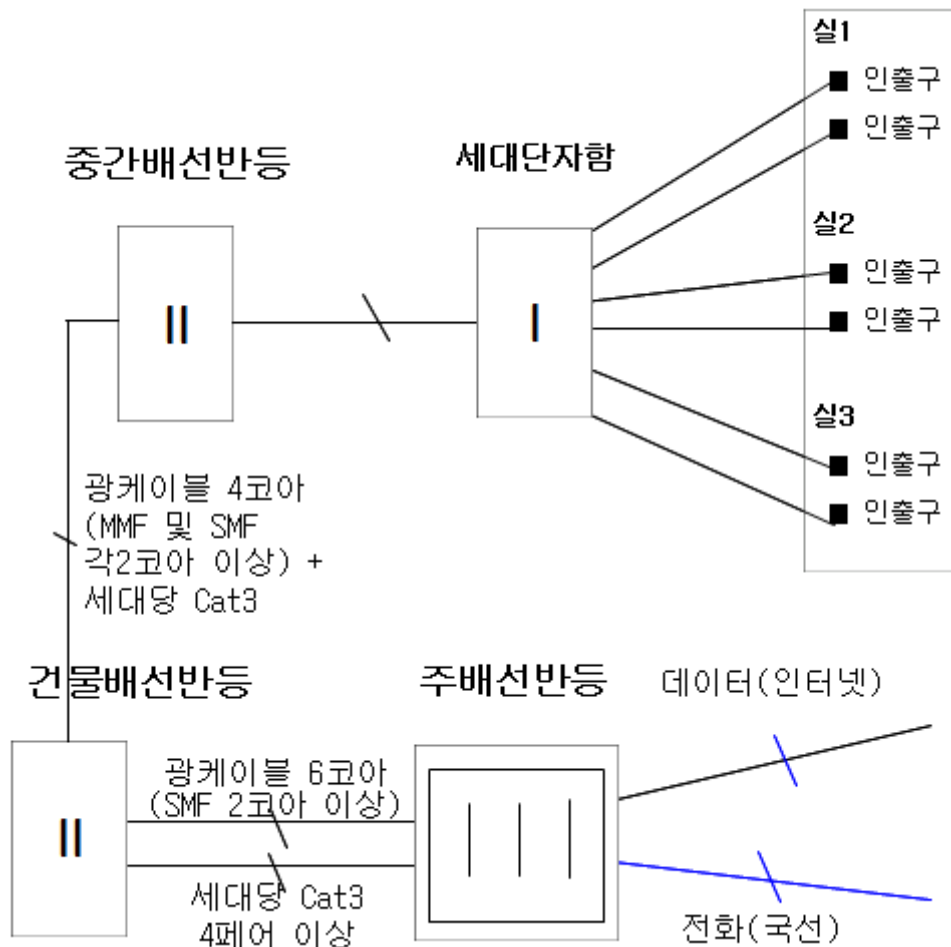 실1
인출구
인출구
중간배선반등
세대단자함
실2
인출구
인출구
II
I
실3
인출구
인출구
광케이블 4코아
(MMF 및 SMF
각2코아 이상) +
세대당 Cat3
건물배선반등
주배선반등
데이터(인터넷)
광케이블 6코아
(SMF 2코아 이상)
II
세대당 Cat3
4페어 이상
전화(국선)